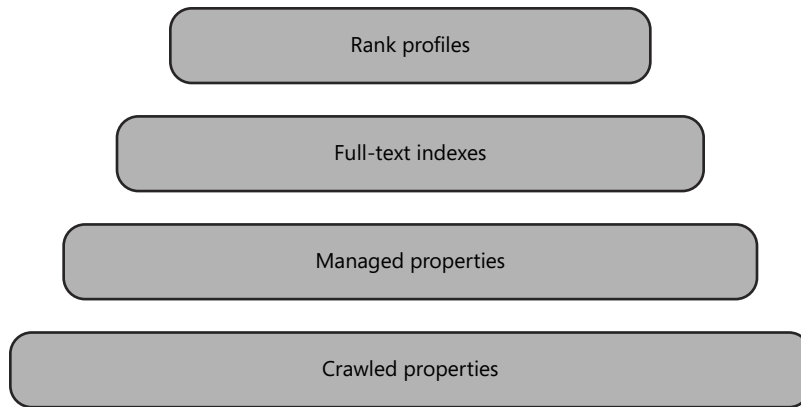 Rank profiles
Full-text indexes
Managed properties
Crawled properties